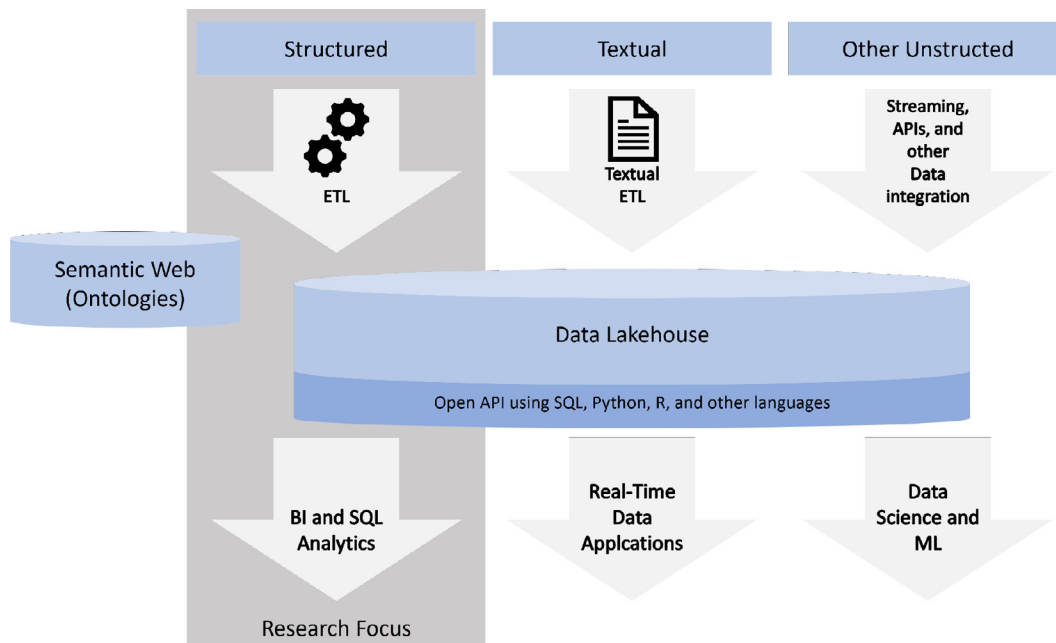 Structured
Textual
Other Unstructed
ETL
Textual
ETL
Streaming,
APIs, and
other
Data
integration
Semantic Web
(Ontologies)
Data Lakehouse
Open API using SQL, Python, R, and other languages
BI and SQL
Analytics
Real-Time
Data
Applcations
Data
Science and
ML
Research Focus